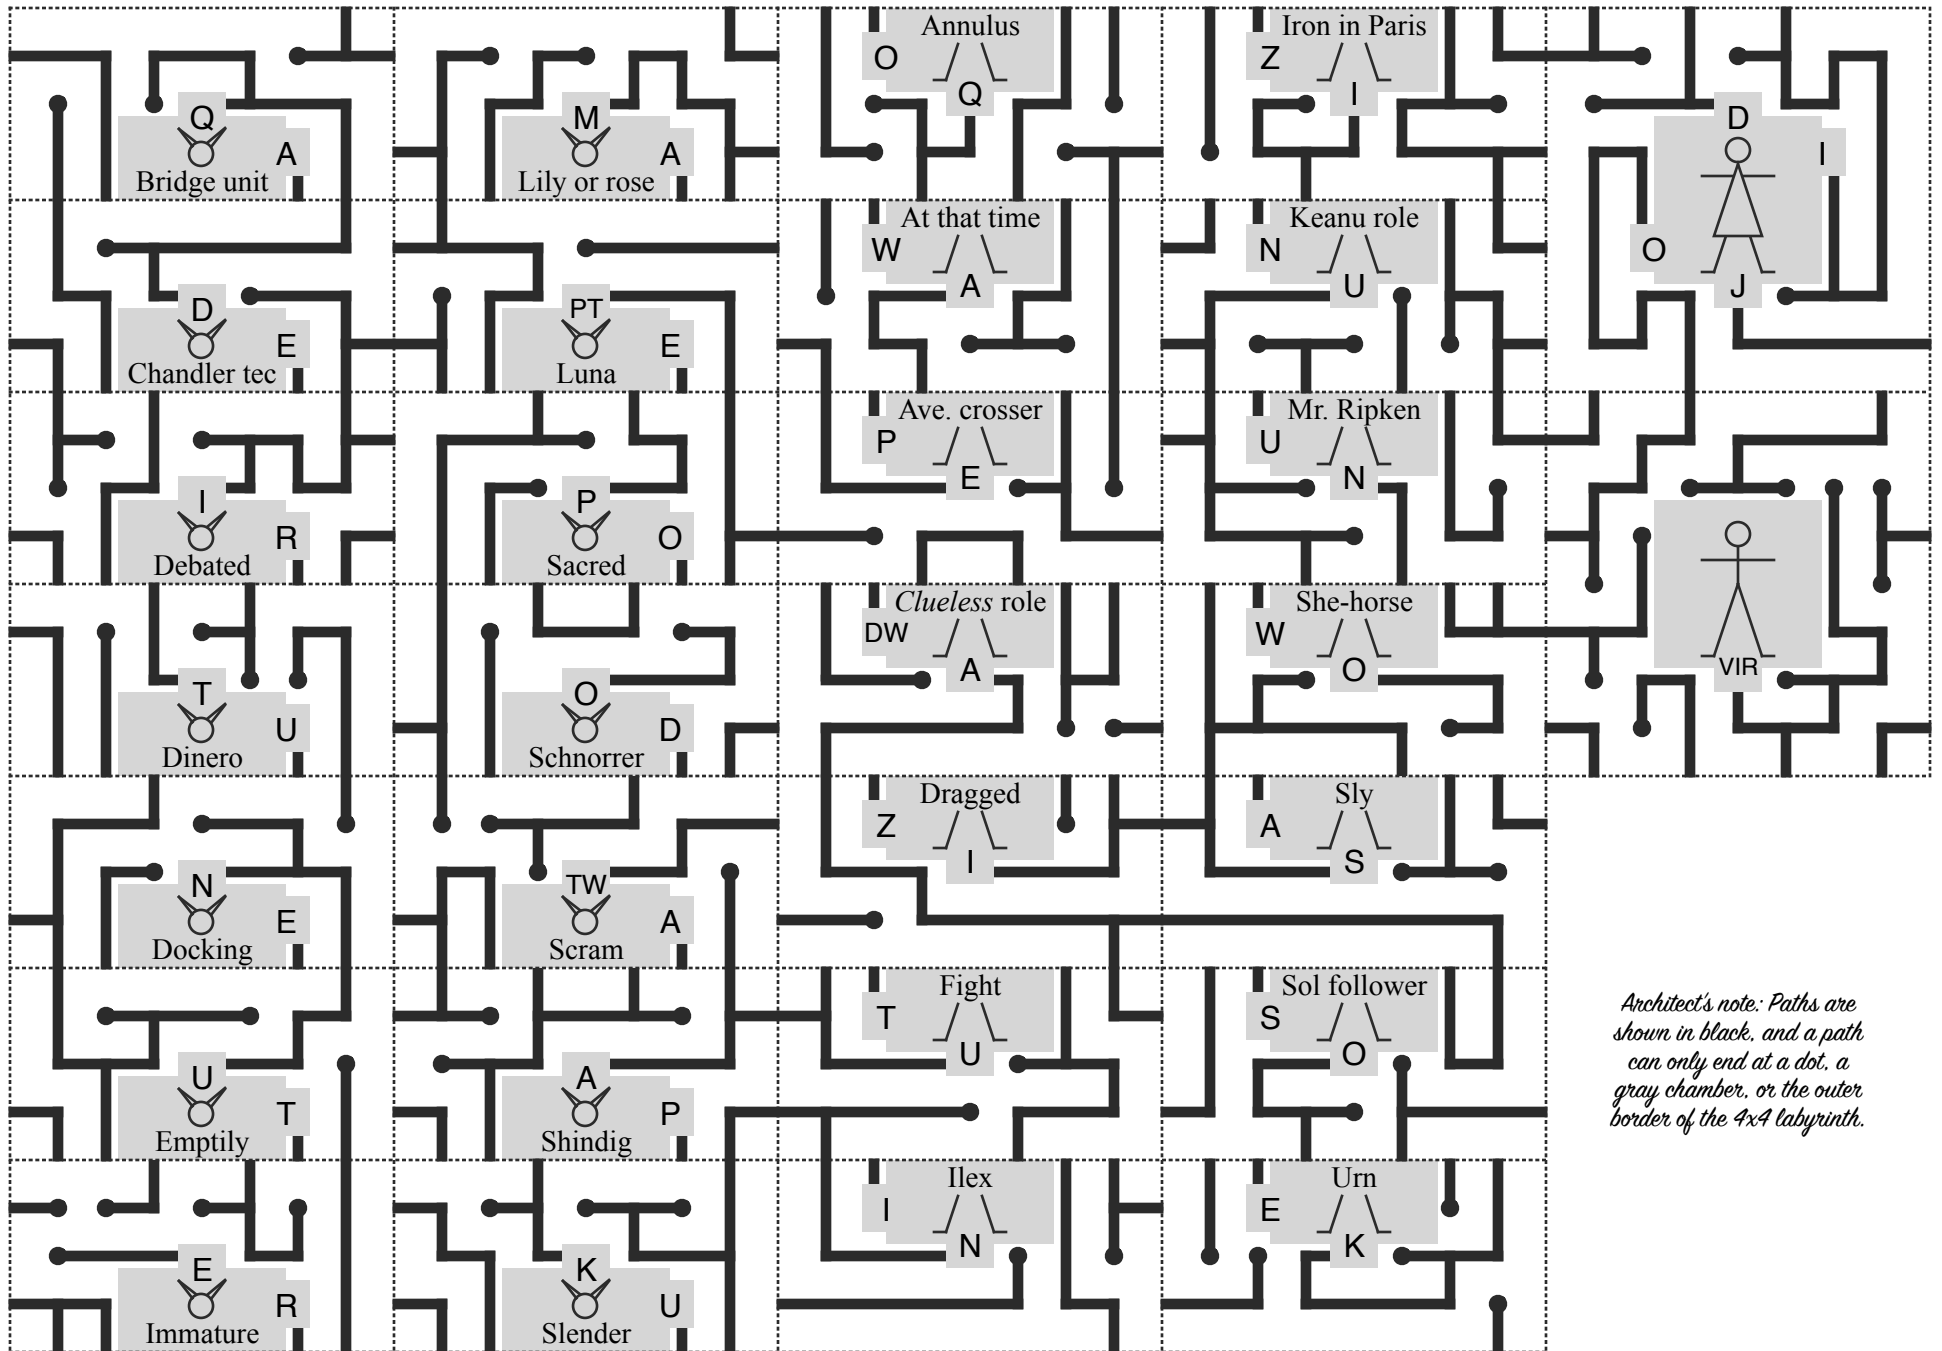 Annulus
Iron in Paris
O
Z
Q
I
Q
M
D
A
A
I
Bridge unit
Lily or rose
At that time
Keanu role
W
N
O
A
U
J
D
PT
E
E
Chandler tec
Luna
Ave. crosser
Mr. Ripken
P
U
E
N
I
P
R
O
Debated
Sacred
Clueless role
She-horse
DW
W
A
O
VIR
T
O
U
D
Dinero
Schnorrer
Dragged
Sly
Z
A
I
S
N
TW
E
A
Docking
Scram
Fight
Sol follower
T
S
U
O
U
A
T
P
Emptily
Shindig
Architect's note: Paths are
shown in black, and a path
can only end at a dot, a
gray chamber, or the outer
border of the 4x4 labyrinth.
Ilex
Urn
I
E
N
K
E
K
R
U
Immature
Slender